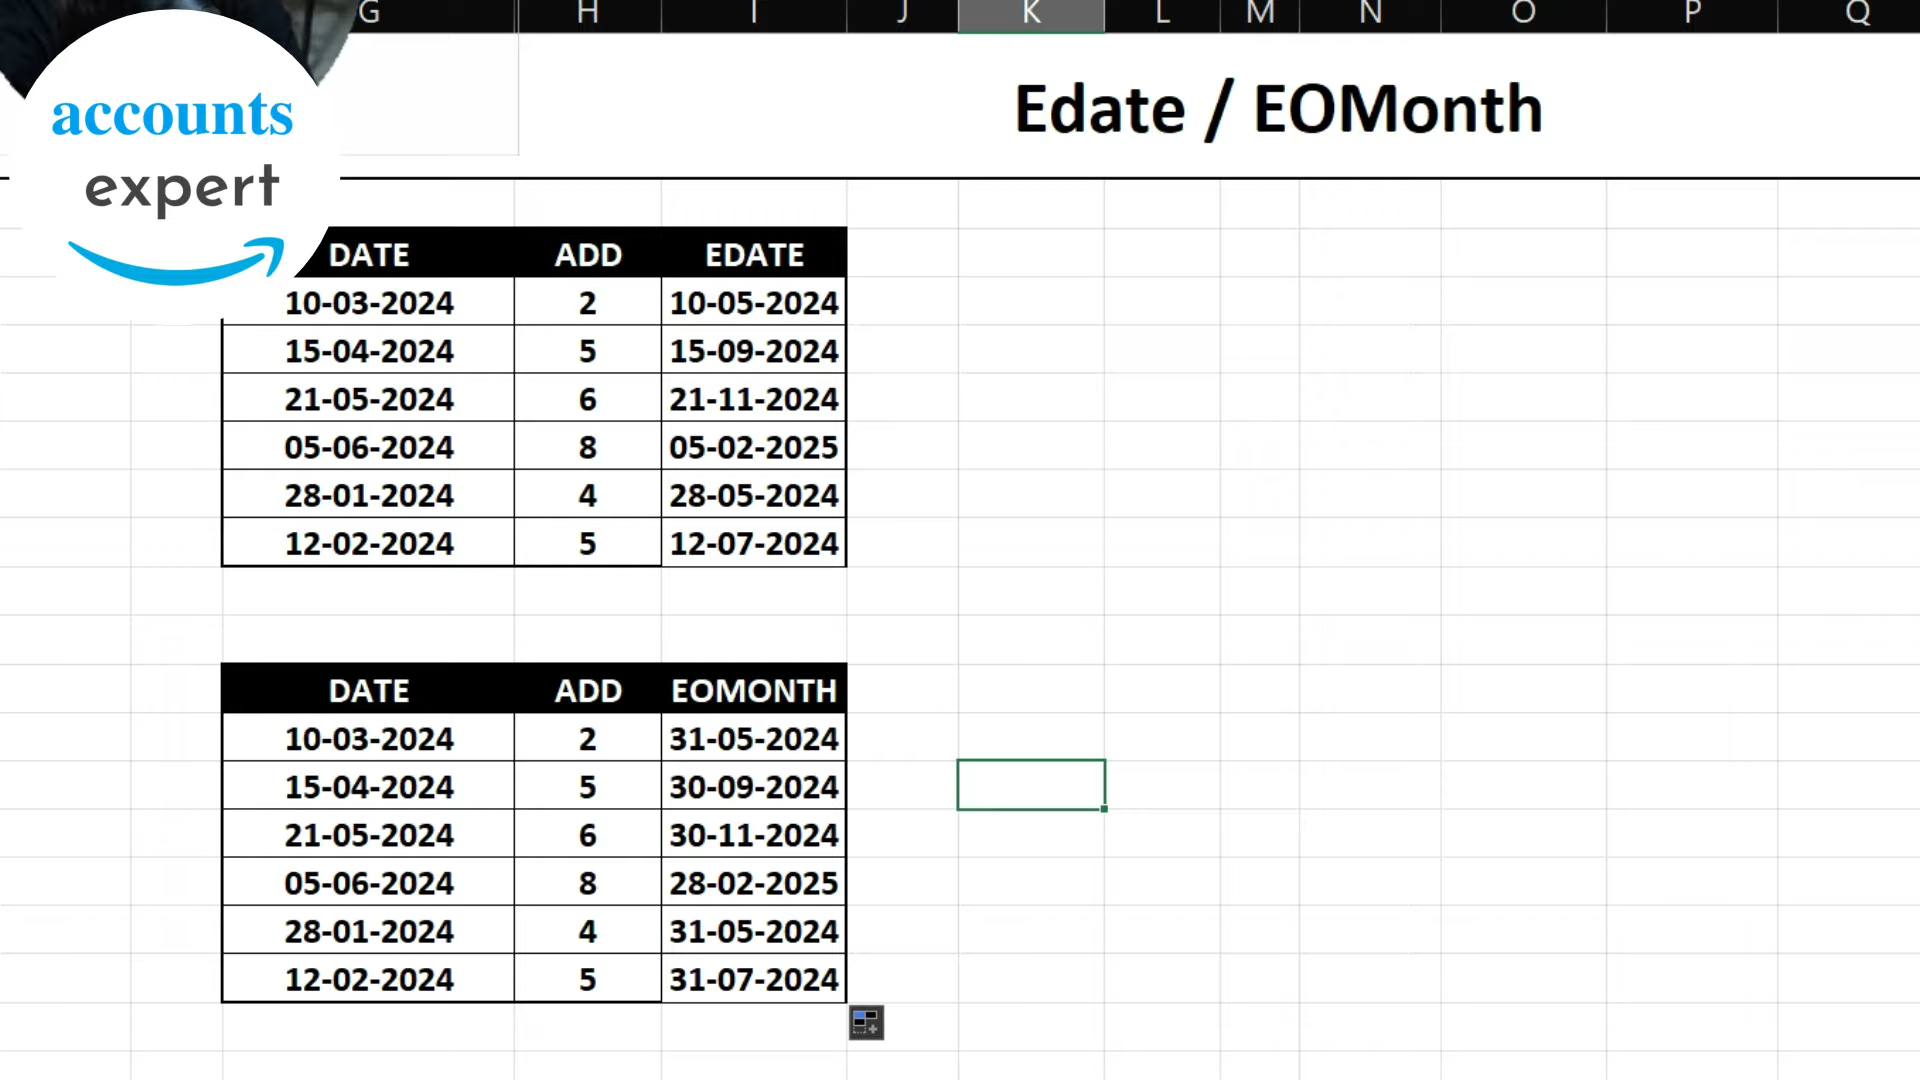 G H I J K L M N O P Q
accounts
expert
Edate / EOMonth
DATE ADD EDATE
10-03-2024 2 10-05-2024
15-04-2024 5 15-09-2024
21-05-2024 6 21-11-2024
05-06-2024 8 05-02-2025
28-01-2024 4 28-05-2024
12-02-2024 5 12-07-2024
DATE ADD EOMONTH
10-03-2024 2 31-05-2024
15-04-2024 5 30-09-2024
21-05-2024 6 30-11-2024
05-06-2024 8 28-02-2025
28-01-2024 4 31-05-2024
12-02-2024 5 31-07-2024